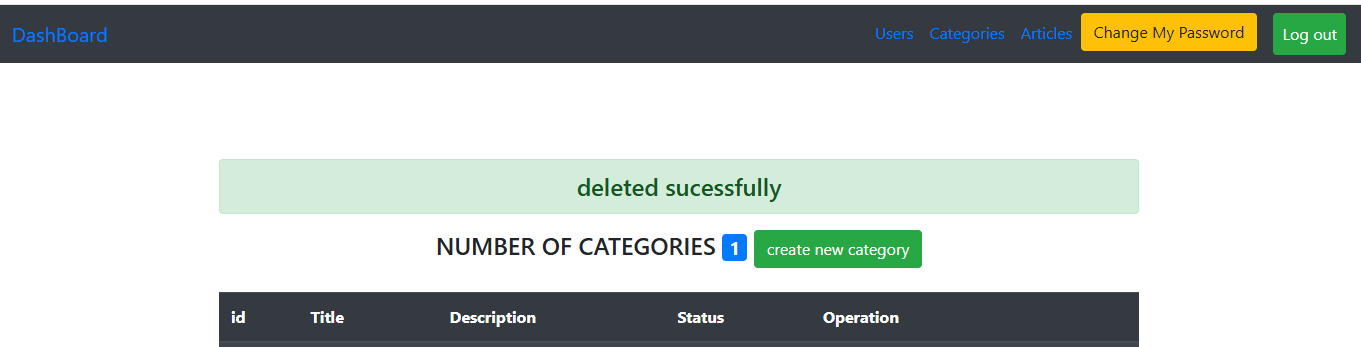 DashBoard Users Categories Articles Change My Password Log out
deleted sucessfully
NUMBER OF CATEGORIES 1 create new category
id Title Description Status Operation